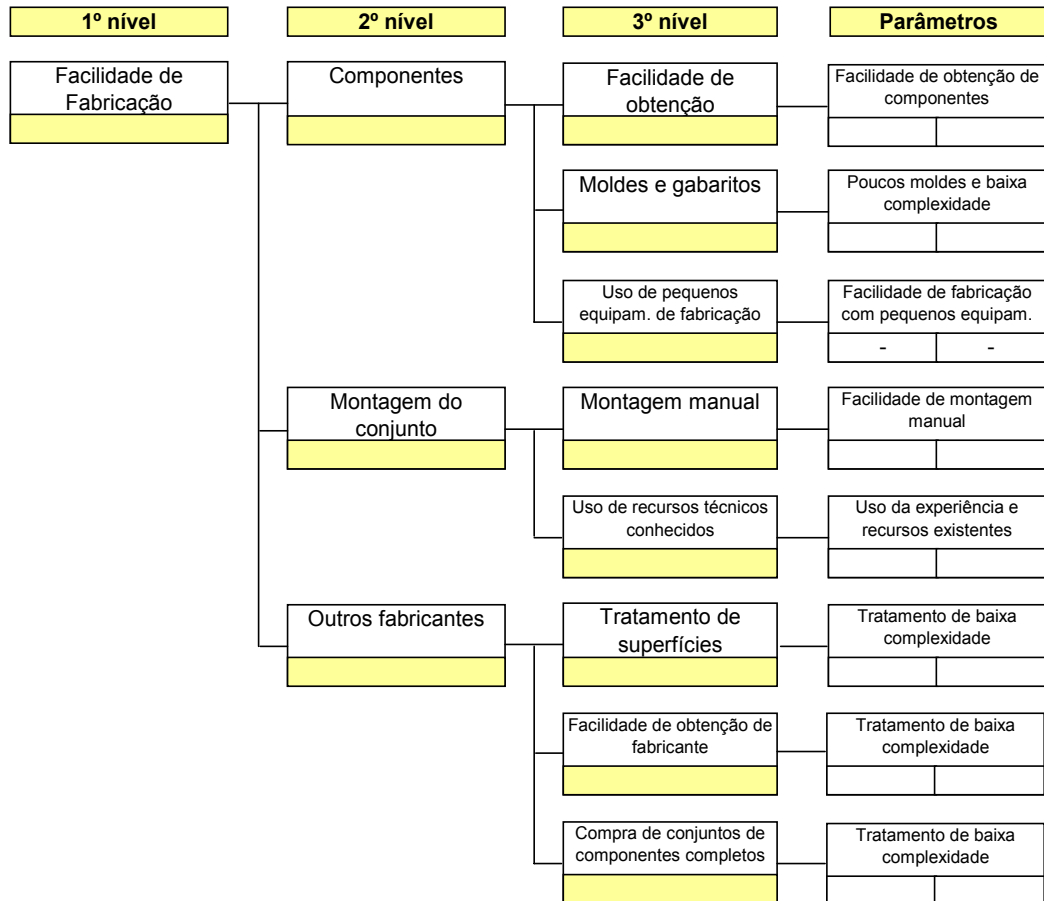 1º nível
2º nível
3º nível
Parâmetros
Facilidade de
Fabricação
Componentes
Facilidade de
obtenção
Facilidade de obtenção de
componentes
Moldes e gabaritos
Poucos moldes e baixa
complexidade
Uso de pequenos
equipam. de fabricação
Facilidade de fabricação
com pequenos equipam.
-
-
Montagem do
conjunto
Montagem manual
Facilidade de montagem
manual
Uso de recursos técnicos
conhecidos
Uso da experiência e
recursos existentes
Outros fabricantes
Tratamento de
superfícies
Tratamento de baixa
complexidade
Facilidade de obtenção de
fabricante
Tratamento de baixa
complexidade
Compra de conjuntos de
componentes completos
Tratamento de baixa
complexidade